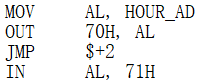 MOV AL, HOUR_AD
OUT 70H, AL
JMP $+2
IN AL, 71H